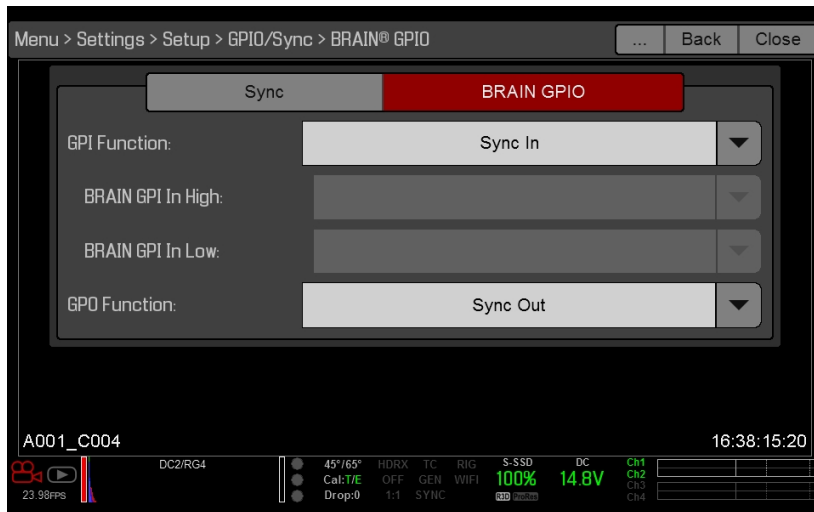 Menu > Settings > Setup > GPIO/Sync > BRAIN® GPIO ... Back Close
Sync BRAIN GPIO
GPI Function: Sync In
BRAIN GPI In High:
BRAIN GPI In Low:
GPO Function: Sync Out
A001_C004 16:38:15:20
DC2/RG4 45°/65° HDRX TC RIG S-SSD DC Ch1
Cal:T/E OFF GEN WIFI 100% 14.8V Ch2
Ch3
23.98FPS Drop:0 1:1 SYNC R3D ProRes Ch4